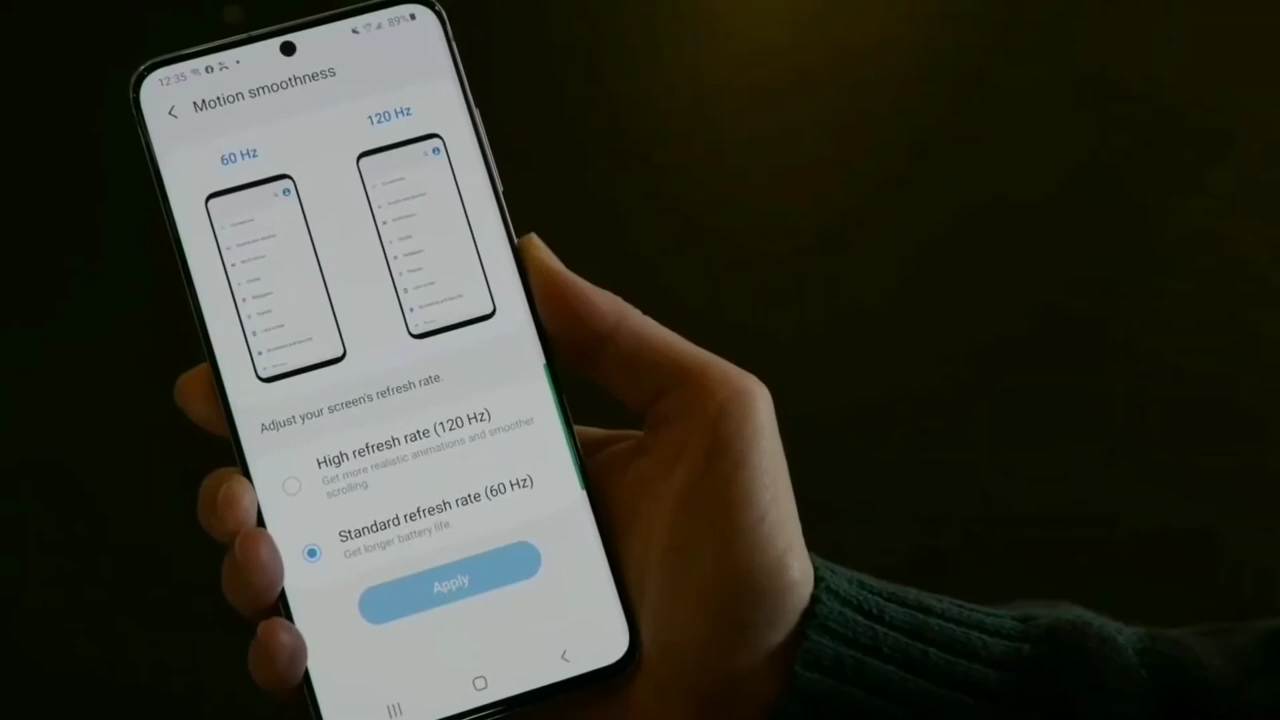 12:35
89%
Motion smoothness
60 Hz
120 Hz
Adjust your screen's refresh rate.
High refresh rate (120 Hz)
Get more realistic animations and smoother
scrolling.
Standard refresh rate (60 Hz)
Get longer battery life.
Apply